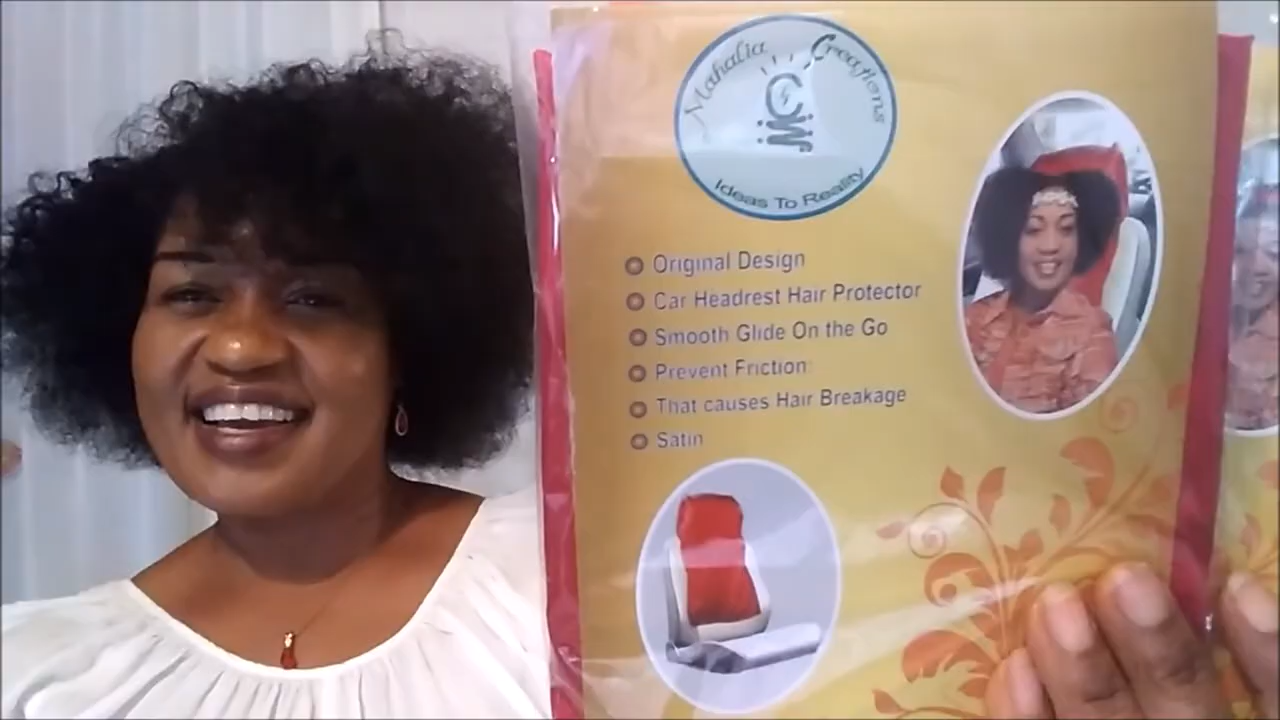 Mahalia Creations
CM
Ideas To Reality
Original Design
Car Headrest Hair Protector
Smooth Glide On the Go
Prevent Friction
That causes Hair Breakage
Satin